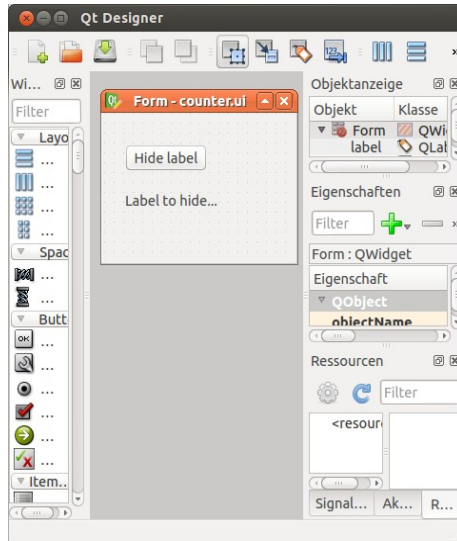 Qt Designer
Wi...
Filter
Layo
...
...
...
...
Spac
...
...
Butt
...
...
...
...
...
...
Item..
Form - counter.ui
Hide label
Label to hide...
Objektanzeige
Objekt Klasse
Form QWi
label QLab
Eigenschaften
Filter
Form : QWidget
Eigenschaft
QObject
objectName
Ressourcen
Filter
<resour
Signal... Ak... R...